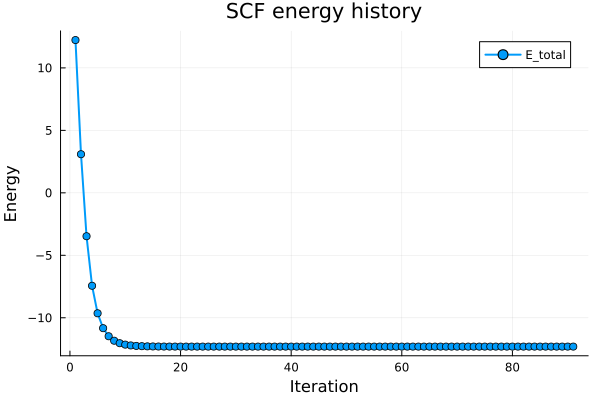 SCF energy history
E_total
10
5
0
−5
−10
Energy
0 20 40 60 80
Iteration